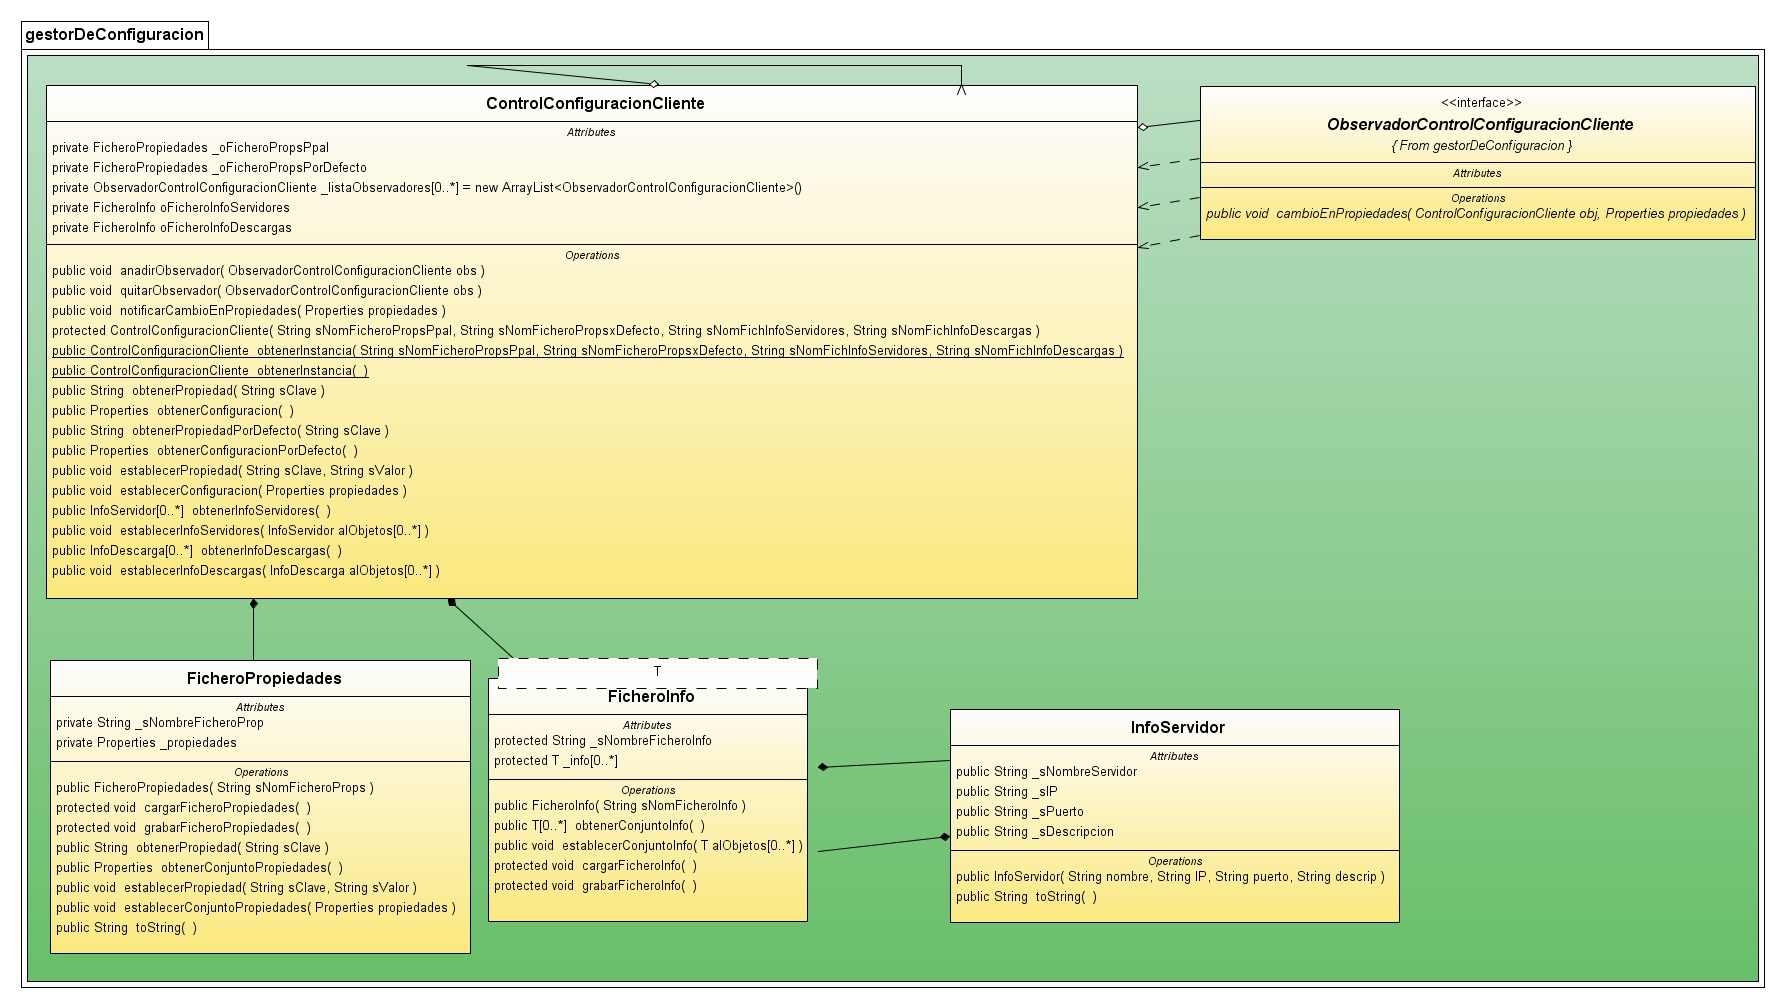 gestorDeConfiguracion
ControlConfiguracionCliente
Attributes
private FicheroPropiedades _oFicheroPropsPpal
private FicheroPropiedades _oFicheroPropsPorDefecto
private ObservadorControlConfiguracionCliente _listaObservadores[0..*] = new ArrayList<ObservadorControlConfiguracionCliente>()
private FicheroInfo oFicheroInfoServidores
private FicheroInfo oFicheroInfoDescargas
Operations
public void anadirObservador( ObservadorControlConfiguracionCliente obs )
public void quitarObservador( ObservadorControlConfiguracionCliente obs )
public void notificarCambioEnPropiedades( Properties propiedades )
protected ControlConfiguracionCliente( String sNomFicheroPropsPpal, String sNomFicheroPropsxDefecto, String sNomFichInfoServidores, String sNomFichInfoDescargas )
public ControlConfiguracionCliente obtenerInstancia( String sNomFicheroPropsPpal, String sNomFicheroPropsxDefecto, String sNomFichInfoServidores, String sNomFichInfoDescargas )
public ControlConfiguracionCliente obtenerInstancia( )
public String obtenerPropiedad( String sClave )
public Properties obtenerConfiguracion( )
public String obtenerPropiedadPorDefecto( String sClave )
public Properties obtenerConfiguracionPorDefecto( )
public void establecerPropiedad( String sClave, String sValor )
public void establecerConfiguracion( Properties propiedades )
public InfoServidor[0..*] obtenerInfoServidores( )
public void establecerInfoServidores( InfoServidor alObjetos[0..*] )
public InfoDescarga[0..*] obtenerInfoDescargas( )
public void establecerInfoDescargas( InfoDescarga alObjetos[0..*] )
<<interface>>
ObservadorControlConfiguracionCliente
{ From gestorDeConfiguracion }
Attributes
Operations
public void cambioEnPropiedades( ControlConfiguracionCliente obj, Properties propiedades )
FicheroPropiedades
Attributes
private String _sNombreFicheroProp
private Properties _propiedades
Operations
public FicheroPropiedades( String sNomFicheroProps )
protected void cargarFicheroPropiedades( )
protected void grabarFicheroPropiedades( )
public String obtenerPropiedad( String sClave )
public Properties obtenerConjuntoPropiedades( )
public void establecerPropiedad( String sClave, String sValor )
public void establecerConjuntoPropiedades( Properties propiedades )
public String toString( )
T
FicheroInfo
Attributes
protected String _sNombreFicheroInfo
protected T _info[0..*]
Operations
public FicheroInfo( String sNomFicheroInfo )
public T[0..*] obtenerConjuntoInfo( )
public void establecerConjuntoInfo( T alObjetos[0..*] )
protected void cargarFicheroInfo( )
protected void grabarFicheroInfo( )
InfoServidor
Attributes
public String _sNombreServidor
public String _sIP
public String _sPuerto
public String _sDescripcion
Operations
public InfoServidor( String nombre, String IP, String puerto, String descrip )
public String toString( )